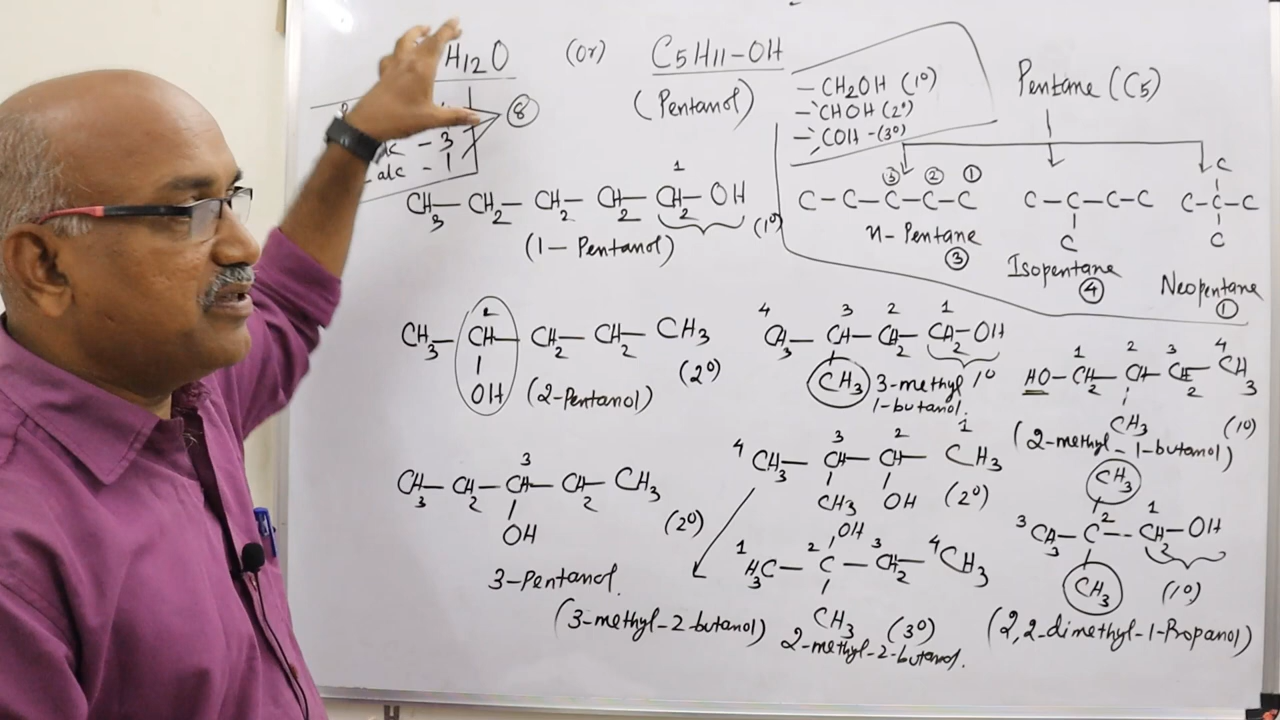 H12O (or) C5H11-OH
(Pentanol)
8
- 3
alc - 1
- CH2OH (1°)
- CHOH (2°)
- COH - (3°)
Pentane (C5)
3 2 1
C-C-C-C-C
n-Pentane
3
C-C-C-C
C
Isopentane
4
C
C-C-C
C
Neopentane
1
1
CH3-CH2-CH2-CH2-CH2-OH
(1°)
(1-Pentanol)
2
CH3-CH-CH2-CH2-CH3
OH
(2-Pentanol)
(2°)
3
CH3-CH2-CH-CH2-CH3
OH
(2°)
3-Pentanol.
4 3 2 1
CH3-CH-CH2-CH2-OH
CH3
3-methyl 1°
1-butanol.
1 2 3 4
HO-CH2-CH-CH2-CH3
CH3
(1°)
(2-methyl-1-butanol)
4 3 2 1
CH3-CH-CH-CH3
CH3 OH (2°)
(3-methyl-2-butanol)
OH
1 2 3 4
H3C-C-CH2-CH3
CH3 (3°)
2-methyl-2-butanol.
CH3
3 2 1
CH3-C-CH2-OH
CH3
(1°)
(2,2-dimethyl-1-Propanol)